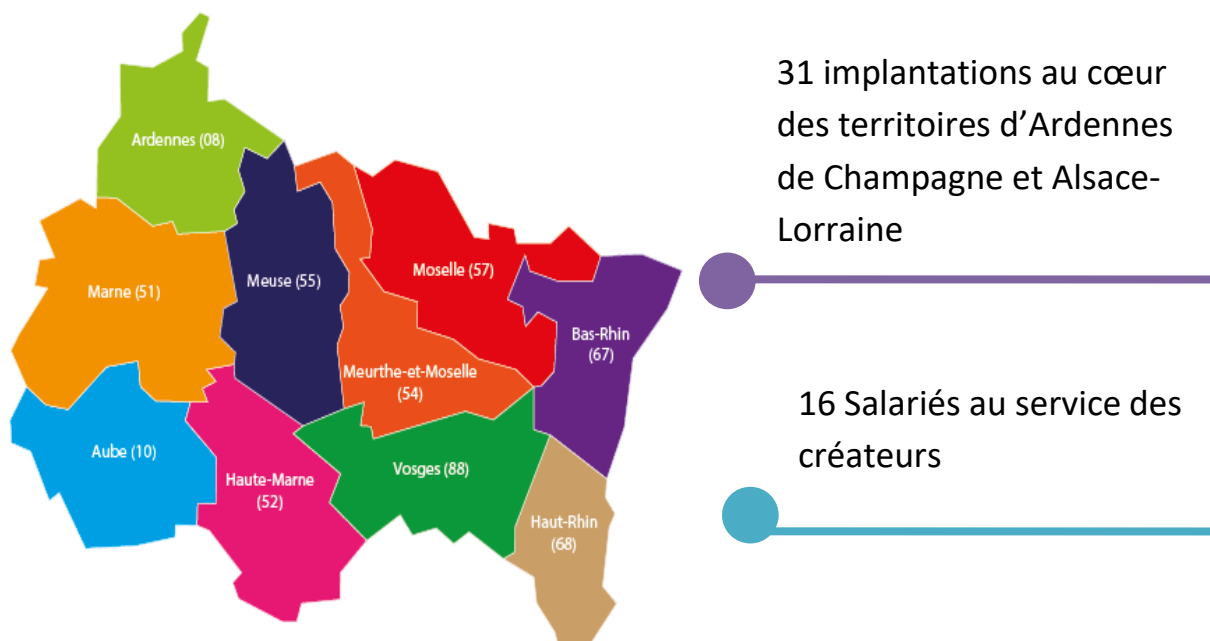 Ardennes (08)
Marne (51)
Meuse (55)
Moselle (57)
Bas-Rhin
(67)
Meurthe-et-Moselle
(54)
Aube (10)
Haute-Marne
(52)
Vosges (88)
Haut-Rhin
(68)
31 implantations au cœur
des territoires d’Ardennes
de Champagne et Alsace-
Lorraine
16 Salariés au service des
créateurs